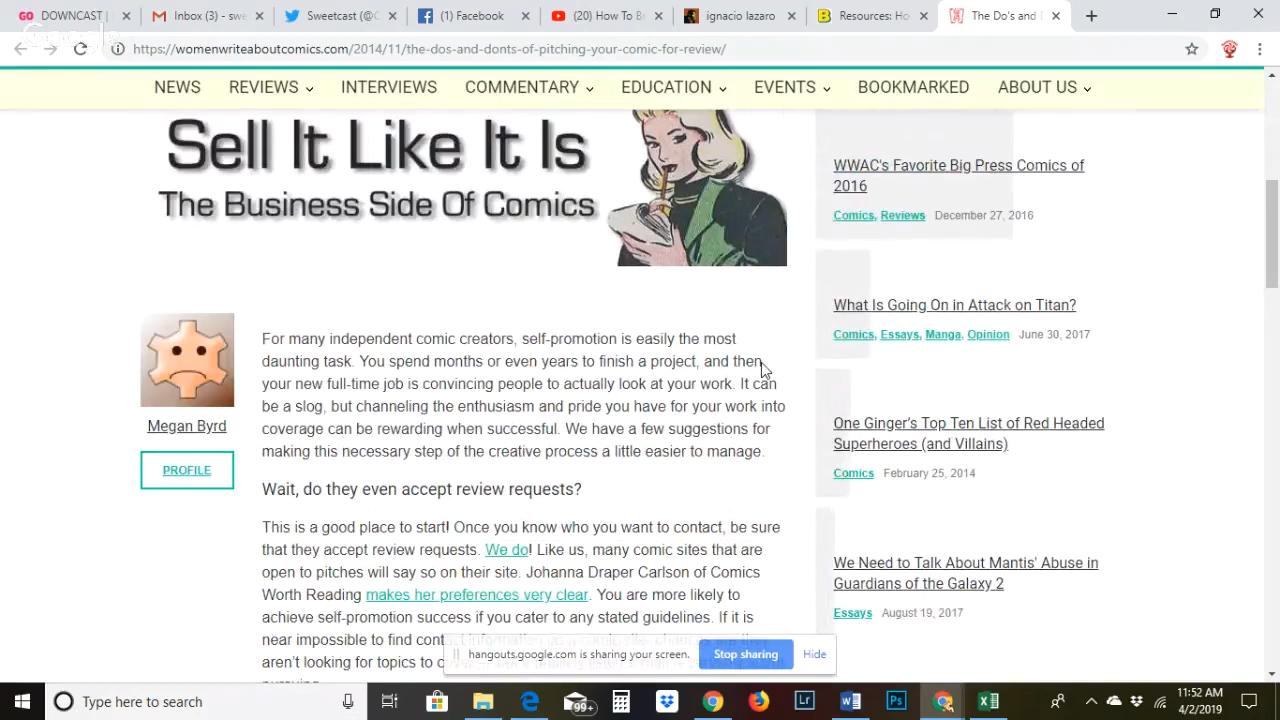 GO DOWNCAST |
Inbox (3) - swe
Sweetcast (@C
(1) Facebook
(20) How To B
ignacio lazaro
Resources: Ho
The Do's and D
https://womenwriteaboutcomics.com/2014/11/the-dos-and-donts-of-pitching-your-comic-for-review/
NEWS REVIEWS INTERVIEWS COMMENTARY EDUCATION EVENTS BOOKMARKED ABOUT US
Sell It Like It Is
The Business Side Of Comics
Megan Byrd
PROFILE
For many independent comic creators, self-promotion is easily the most
daunting task. You spend months or even years to finish a project, and then
your new full-time job is convincing people to actually look at your work. It can
be a slog, but channeling the enthusiasm and pride you have for your work into
coverage can be rewarding when successful. We have a few suggestions for
making this necessary step of the creative process a little easier to manage.
Wait, do they even accept review requests?
This is a good place to start! Once you know who you want to contact, be sure
that they accept review requests. We do! Like us, many comic sites that are
open to pitches will say so on their site. Johanna Draper Carlson of Comics
Worth Reading makes her preferences very clear. You are more likely to
achieve self-promotion success if you cater to any stated guidelines. If it is
near impossible to find
aren't looking for topics to
WWAC's Favorite Big Press Comics of
2016
Comics, Reviews December 27, 2016
What Is Going On in Attack on Titan?
Comics, Essays, Manga, Opinion June 30, 2017
One Ginger's Top Ten List of Red Headed
Superheroes (and Villains)
Comics February 25, 2014
We Need to Talk About Mantis' Abuse in
Guardians of the Galaxy 2
Essays August 19, 2017
hangouts.google.com is sharing your screen. Stop sharing Hide
Type here to search
99+
11:52 AM
4/2/2019